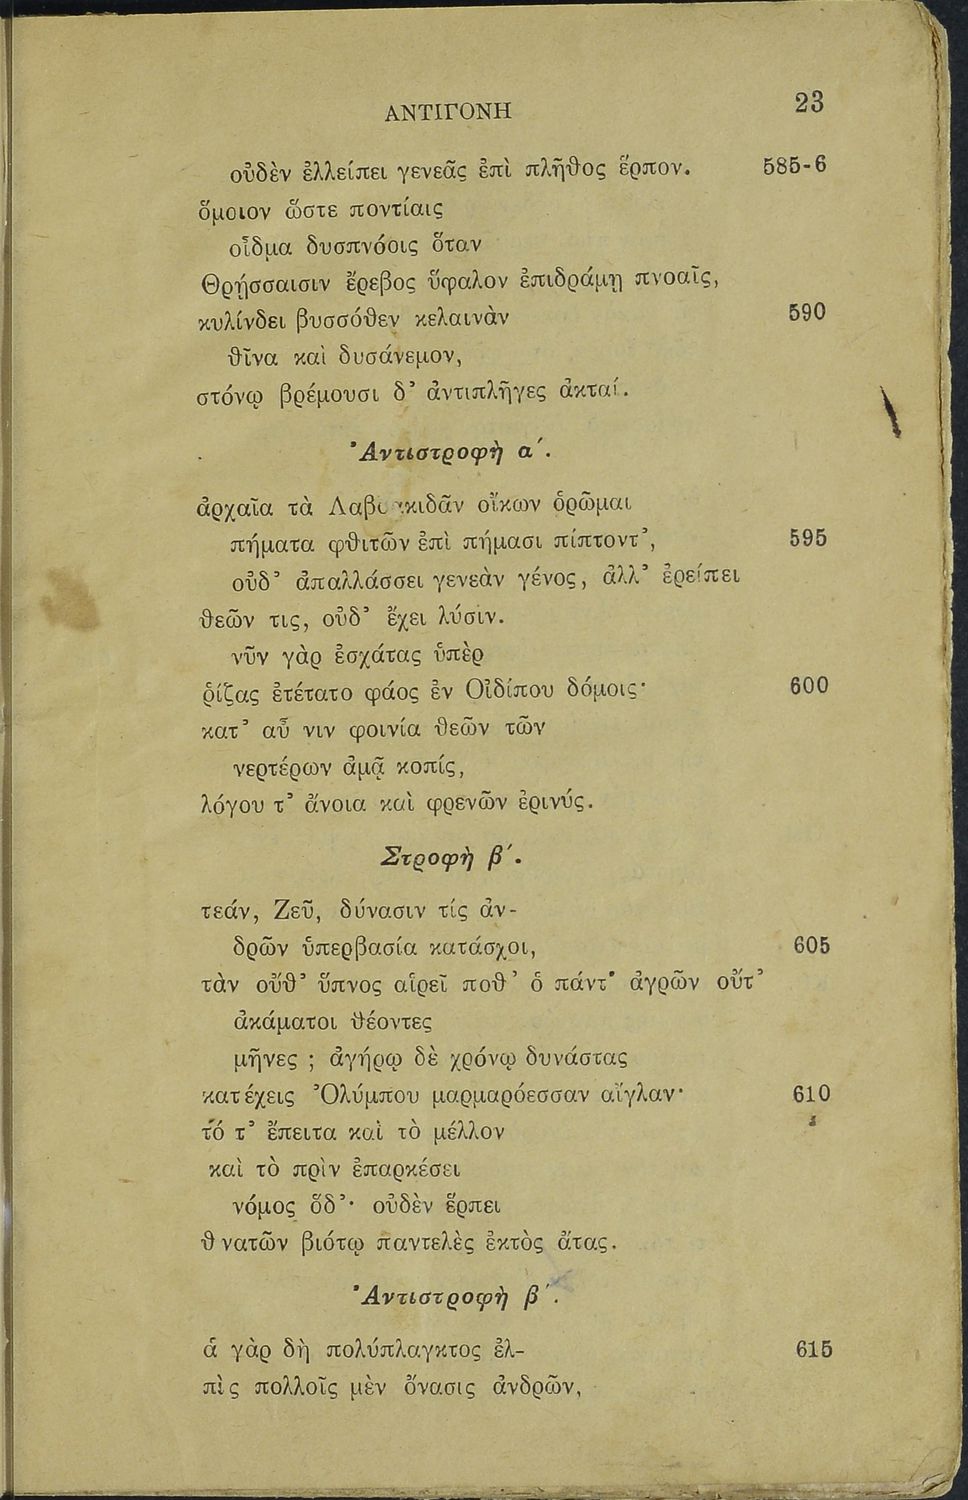 ΑΝΤΙΓΟΝΗ 23
οὐδὲν ἐλλείπει γενεᾶς ἐπὶ πλῆθος ἕρπον. 585-6
ὅμοιον ὥστε ποντίαις
οἶδμα δυσπνόοις ὅταν
Θρῄσσαισιν ἔρεβος ὕφαλον ἐπιδράμῃ πνοαῖς,
κυλίνδει βυσσόθεν κελαινὰν 590
θῖνα καὶ δυσάνεμον,
στόνῳ βρέμουσι δ᾽ ἀντιπλῆγες ἀκταί.
Ἀντιστροφὴ α´.
ἀρχαῖα τὰ Λαβδακιδᾶν οἴκων ὁρῶμαι
πήματα φθιτῶν ἐπὶ πήμασι πίπτοντ᾽, 595
οὐδ᾽ ἀπαλλάσσει γενεὰν γένος, ἀλλ᾽ ἐρείπει
θεῶν τις, οὐδ᾽ ἔχει λύσιν.
νῦν γὰρ ἐσχάτας ὑπὲρ
ῥίζας ἐτέτατο φάος ἐν Οἰδίπου δόμοις· 600
κατ᾽ αὖ νιν φοινία θεῶν τῶν
νερτέρων ἀμᾷ κοπίς,
λόγου τ᾽ ἄνοια καὶ φρενῶν ἐρινύς.
Στροφὴ β´.
τεάν, Ζεῦ, δύνασιν τίς ἀν-
δρῶν ὑπερβασία κατάσχοι, 605
τὰν οὔθ᾽ ὕπνος αἱρεῖ ποθ᾽ ὁ πάντ᾽ ἀγρῶν οὔτ᾽
ἀκάματοι θέοντες
μῆνες ; ἀγήρῳ δὲ χρόνῳ δυνάστας
κατέχεις Ὀλύμπου μαρμαρόεσσαν αἴγλαν· 610
τό τ᾽ ἔπειτα καὶ τὸ μέλλον
καὶ τὸ πρὶν ἐπαρκέσει
νόμος ὅδ᾽· οὐδὲν ἕρπει
θνατῶν βιότῳ παντελὲς ἐκτὸς ἄτας.
Ἀντιστροφὴ β´.
ἁ γὰρ δὴ πολύπλαγκτος ἐλ- 615
πὶς πολλοῖς μὲν ὄνασις ἀνδρῶν,